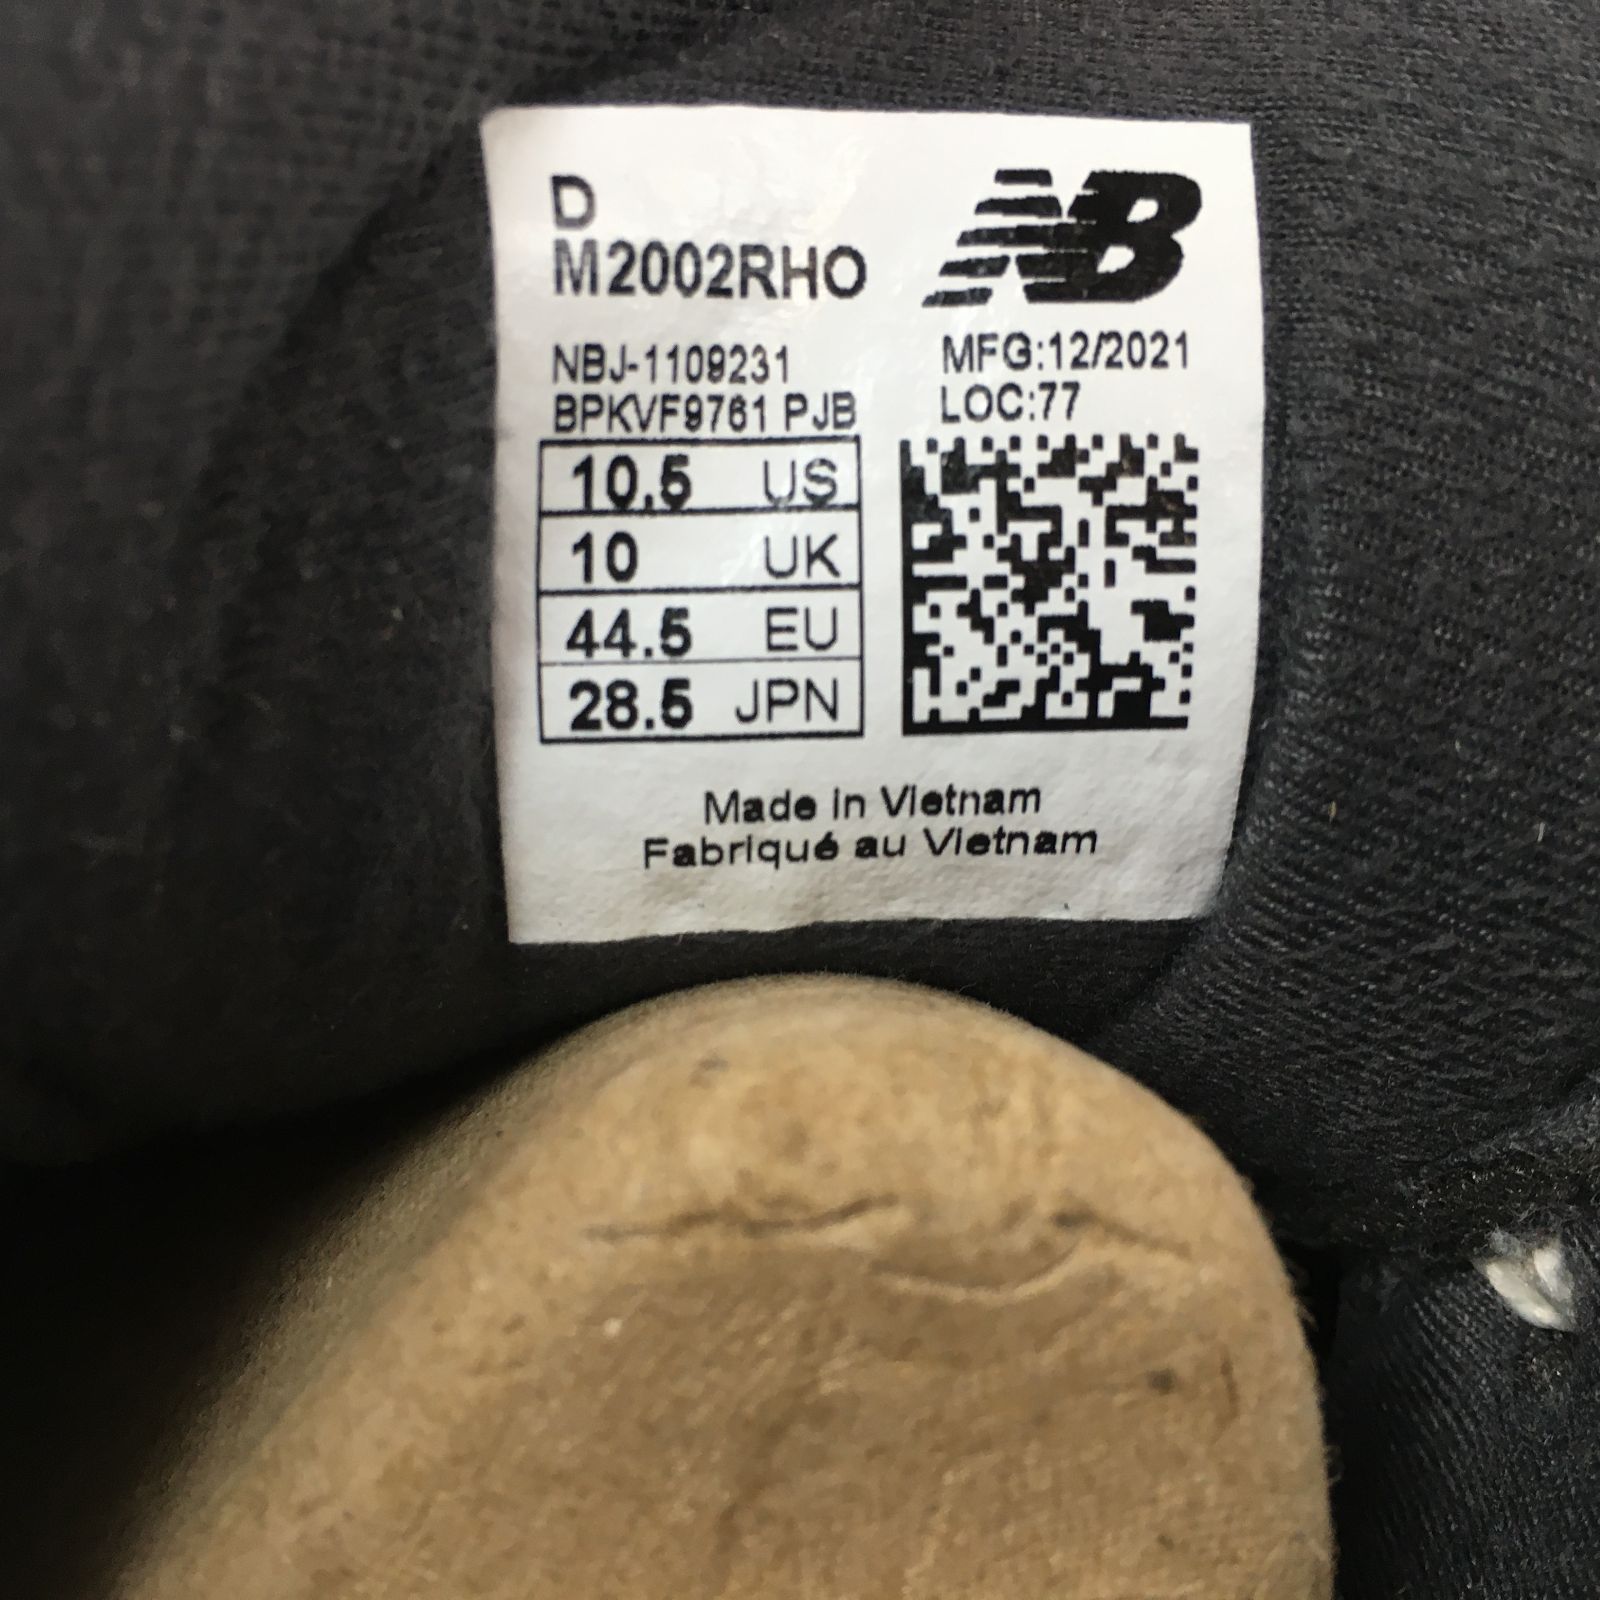 D
M2002RHO
NB
NBJ-1109231
MFG:12/2021
BPKVF9761 PJB
LOC:77
10.5 US
10 UK
44.5 EU
28.5 JPN
Made in Vietnam
Fabriqué au Vietnam